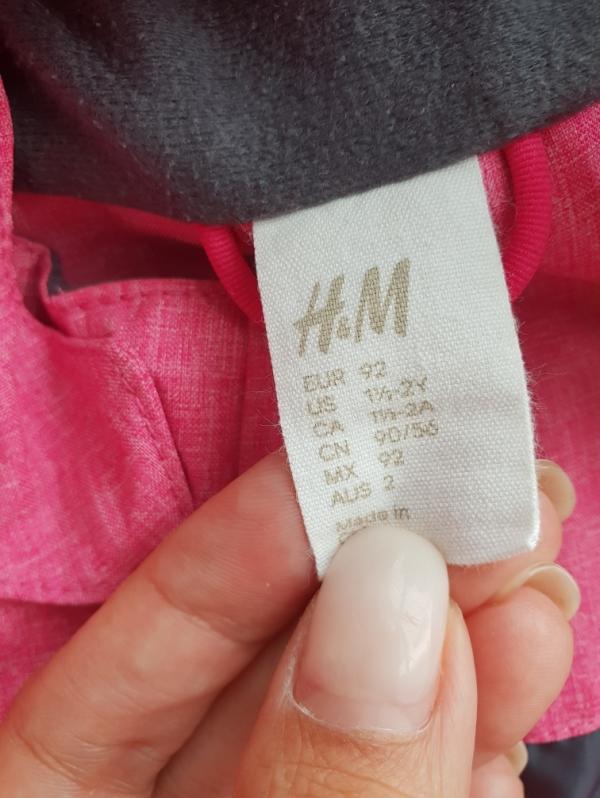 H&M
EUR 92
US 1½-2Y
CA 1½-2A
CN 90/56
MX 92
AUS 2
Made in